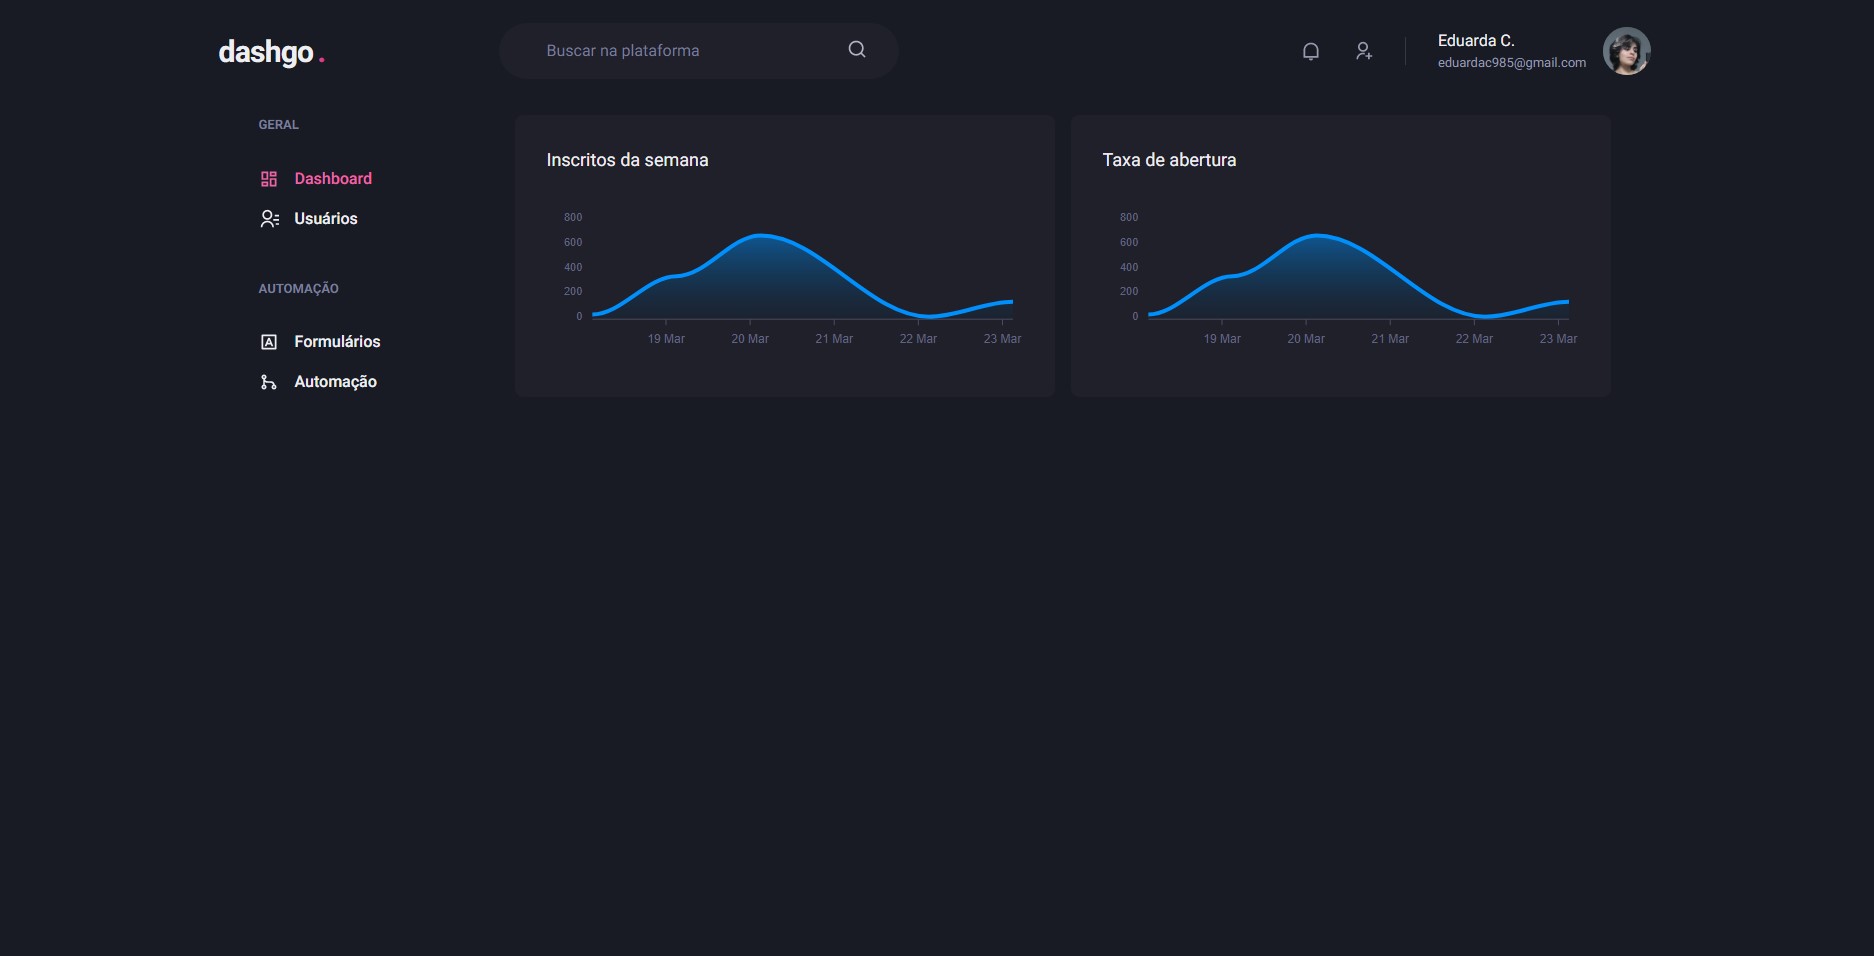 dashgo.
Buscar na plataforma
Eduarda C.
eduardac985@gmail.com
GERAL
Dashboard
Usuários
AUTOMAÇÃO
Formulários
Automação
Inscritos da semana
800
600
400
200
0
19 Mar 20 Mar 21 Mar 22 Mar 23 Mar
Taxa de abertura
800
600
400
200
0
19 Mar 20 Mar 21 Mar 22 Mar 23 Mar